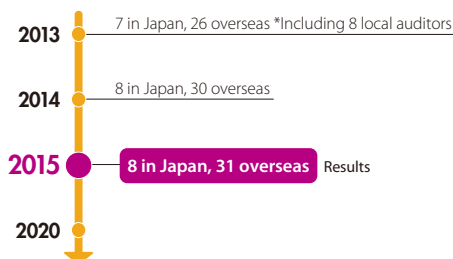 2013 7 in Japan, 26 overseas *Including 8 local auditors
2014 8 in Japan, 30 overseas
2015 8 in Japan, 31 overseas Results
2020